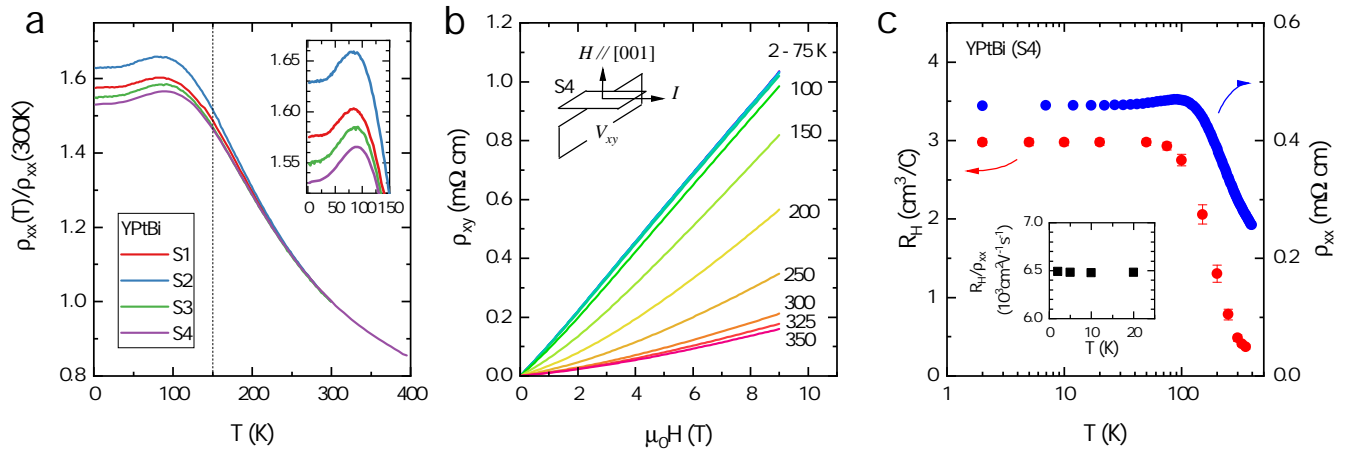 a
ρxx(T)/ρxx(300K)
1.6
1.4
1.2
1.0
0.8
0
100
200
300
400
T (K)
1.65
1.60
1.55
0
50
100
150
YPtBi
S1
S2
S3
S4
b
ρxy (mΩ cm)
1.0
0.8
0.6
0.4
0.2
0.0
0
2
4
6
8
10
μ0H (T)
H // [001]
S4
I
Vxy
2 - 75 K
100
150
200
250
300
325
350
c
YPtBi (S4)
RH (cm³/C)
4
3
2
1
0
1
10
100
T (K)
0.6
0.4
0.2
0.0
ρxx (mΩ cm)
RH/ρxx
(10³cm²V⁻¹s⁻¹)
7.0
6.5
6.0
0
10
20
T (K)